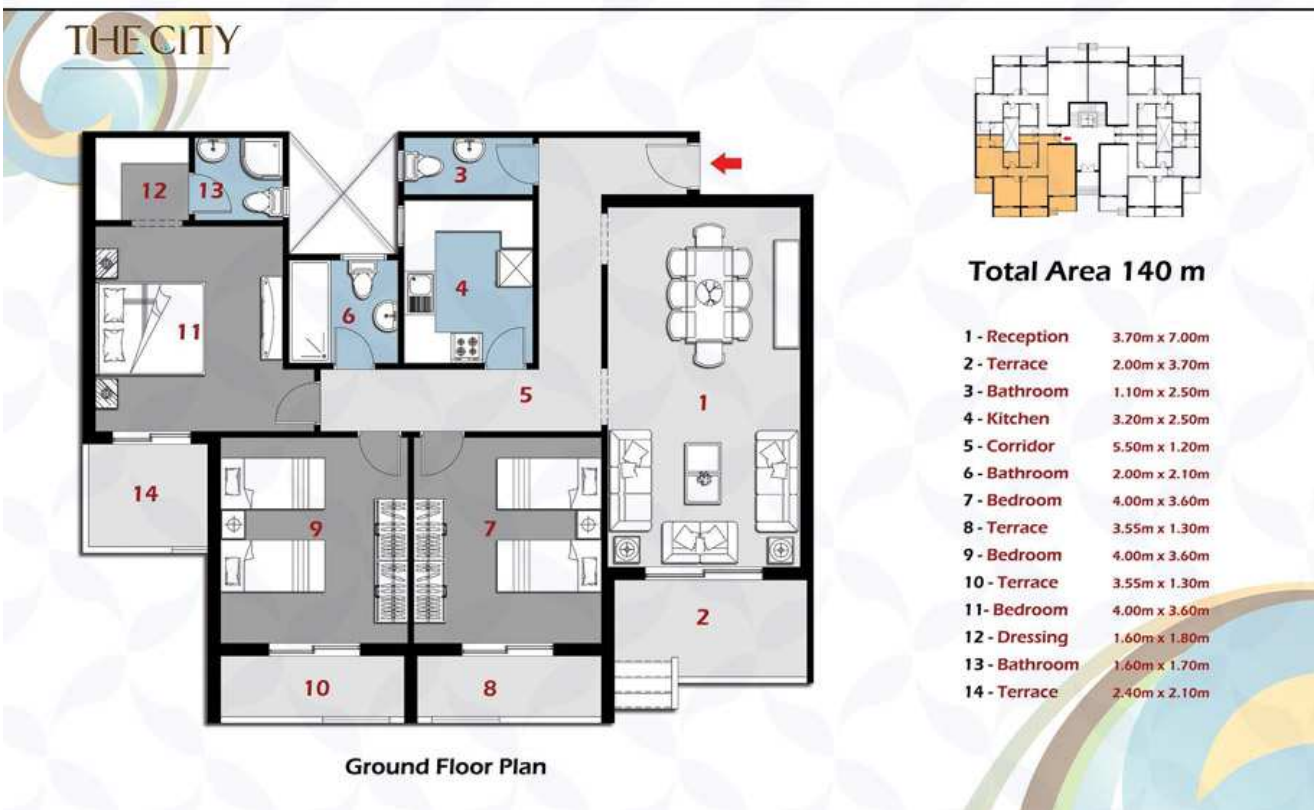 THE CITY
12
13
3
4
6
11
5
1
14
9
7
2
10
8
Ground Floor Plan
Total Area 140 m
1 - Reception 3.70m x 7.00m
2 - Terrace 2.00m x 3.70m
3 - Bathroom 1.10m x 2.50m
4 - Kitchen 3.20m x 2.50m
5 - Corridor 5.50m x 1.20m
6 - Bathroom 2.00m x 2.10m
7 - Bedroom 4.00m x 3.60m
8 - Terrace 3.55m x 1.30m
9 - Bedroom 4.00m x 3.60m
10 - Terrace 3.55m x 1.30m
11- Bedroom 4.00m x 3.60m
12 - Dressing 1.60m x 1.80m
13 - Bathroom 1.60m x 1.70m
14 - Terrace 2.40m x 2.10m